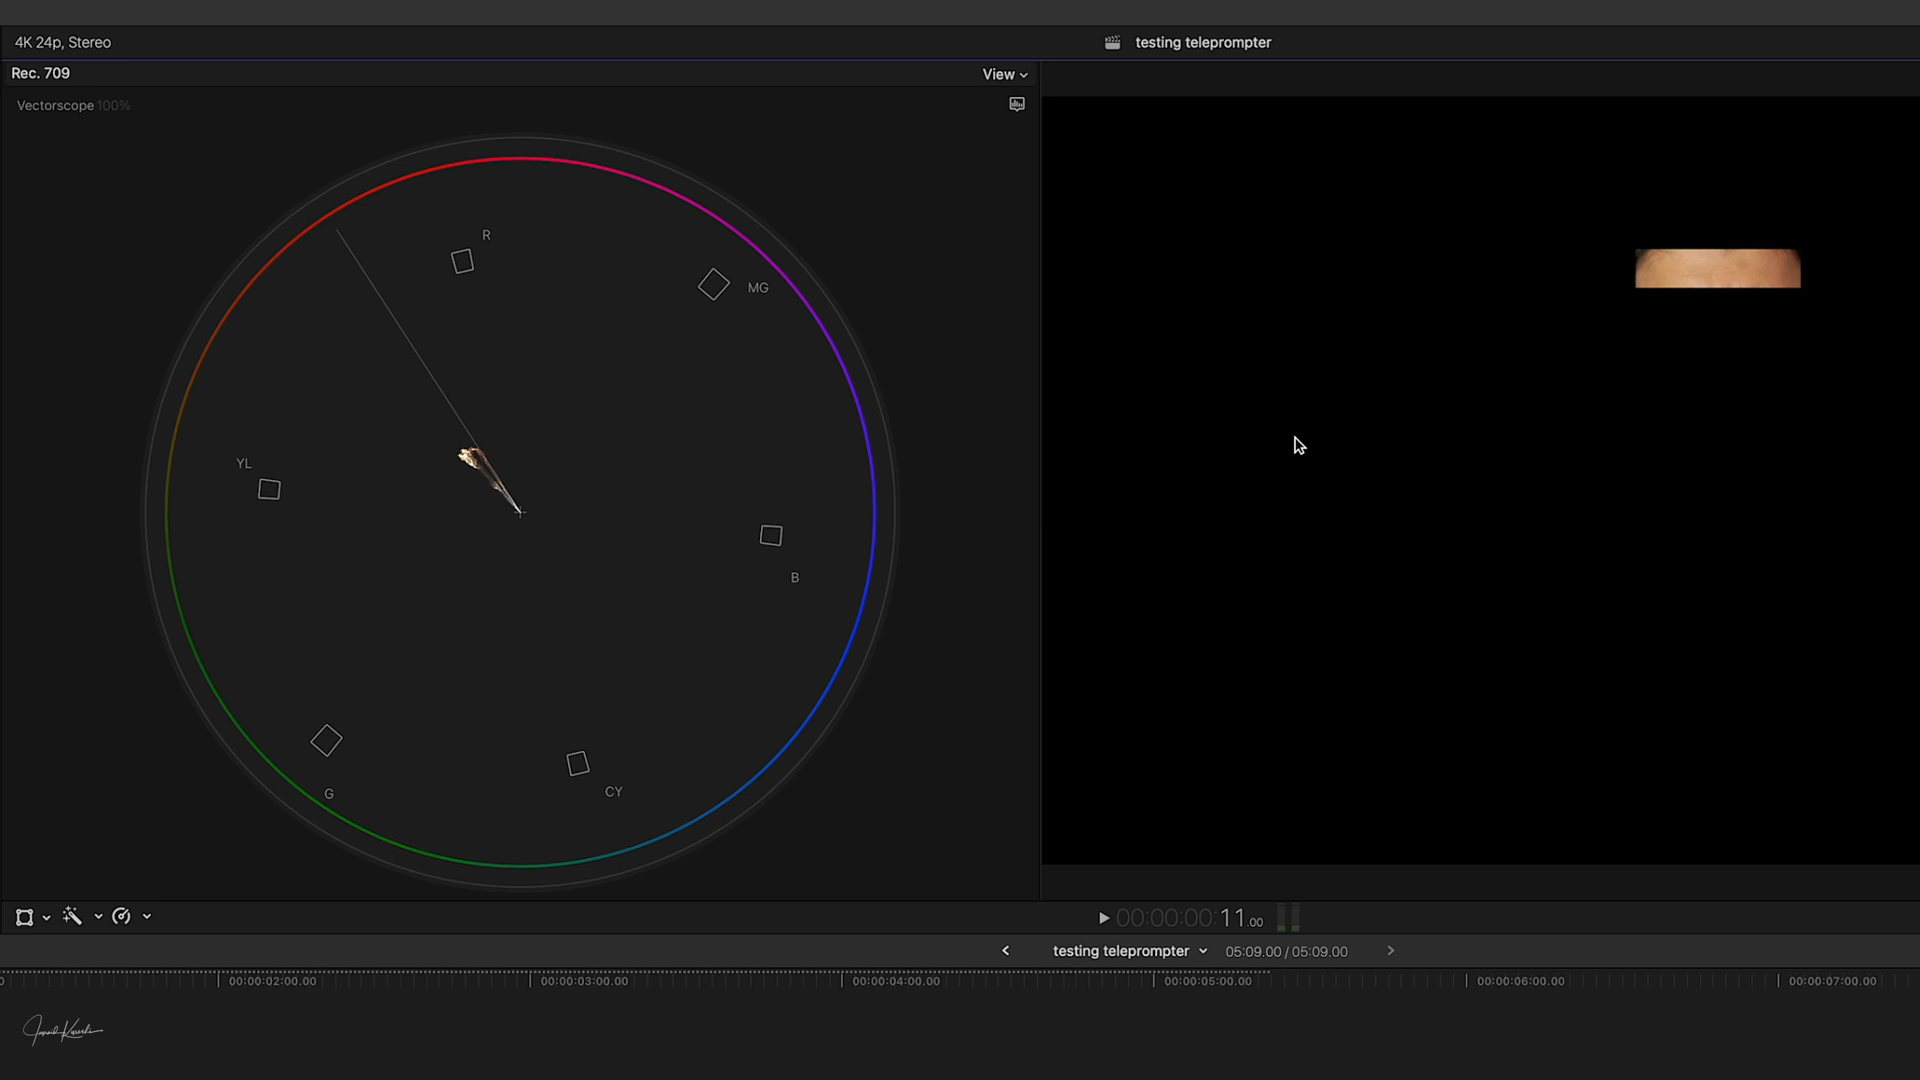 4K 24p, Stereo
testing teleprompter
Rec. 709
View
Vectorscope 100%
R
MG
YL
B
G
CY
00:00:00:11.00
testing teleprompter
05:09.00 / 05:09.00
00:00:02:00.00
00:00:03:00.00
00:00:04:00.00
00:00:05:00.00
00:00:06:00.00
00:00:07:00.00